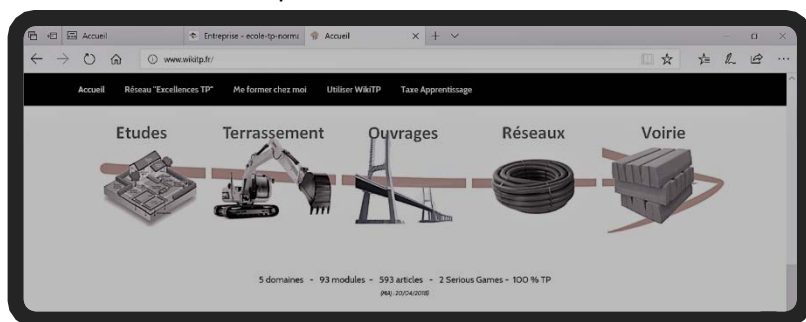 Accueil
Entreprise - ecole-tp-norma
Accueil
www.wikitp.fr/
Accueil Réseau "Excellences TP" Me former chez moi Utiliser WikiTP Taxe Apprentissage
Etudes Terrassement Ouvrages Réseaux Voirie
5 domaines - 93 modules - 593 articles - 2 Serious Games - 100 % TP
(MAJ. 20/04/2018)